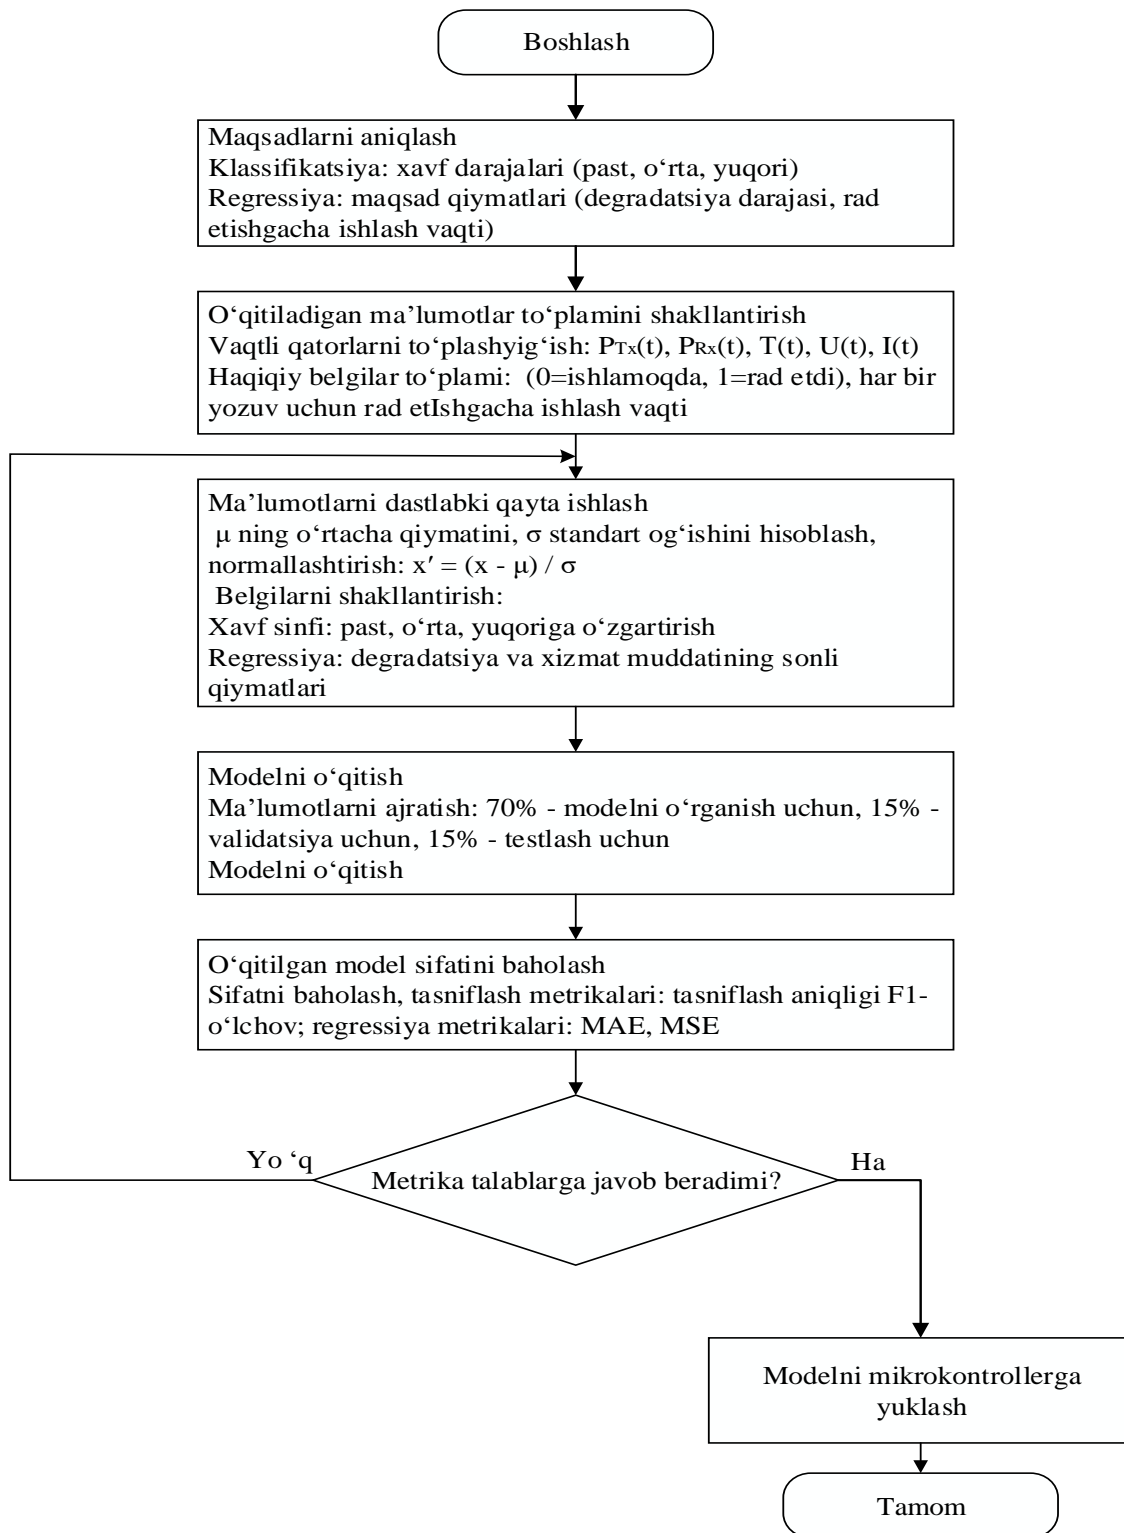 Boshlash
Maqsadlarni aniqlash
Klassifikatsiya: xavf darajalari (past, o‘rta, yuqori)
Regressiya: maqsad qiymatlari (degradatsiya darajasi, rad
etishgacha ishlash vaqti)
O‘qitiladigan ma’lumotlar to‘plamini shakllantirish
Vaqtli qatorlarni to‘plashyig‘ish: PTx(t), PRx(t), T(t), U(t), I(t)
Haqiqiy belgilar to‘plami: (0=ishlamoqda, 1=rad etdi), har bir
yozuv uchun rad etIshgacha ishlash vaqti
Ma’lumotlarni dastlabki qayta ishlash
μ ning o‘rtacha qiymatini, σ standart og‘ishini hisoblash,
normallashtirish: x′ = (x - μ) / σ
Belgilarni shakllantirish:
Xavf sinfi: past, o‘rta, yuqoriga o‘zgartirish
Regressiya: degradatsiya va xizmat muddatining sonli
qiymatlari
Modelni o‘qitish
Ma’lumotlarni ajratish: 70% - modelni o‘rganish uchun, 15% -
validatsiya uchun, 15% - testlash uchun
Modelni o‘qitish
O‘qitilgan model sifatini baholash
Sifatni baholash, tasniflash metrikalari: tasniflash aniqligi F1-
o‘lchov; regressiya metrikalari: MAE, MSE
Yo ‘q
Metrika talablarga javob beradimi?
Ha
Modelni mikrokontrollerga
yuklash
Tamom